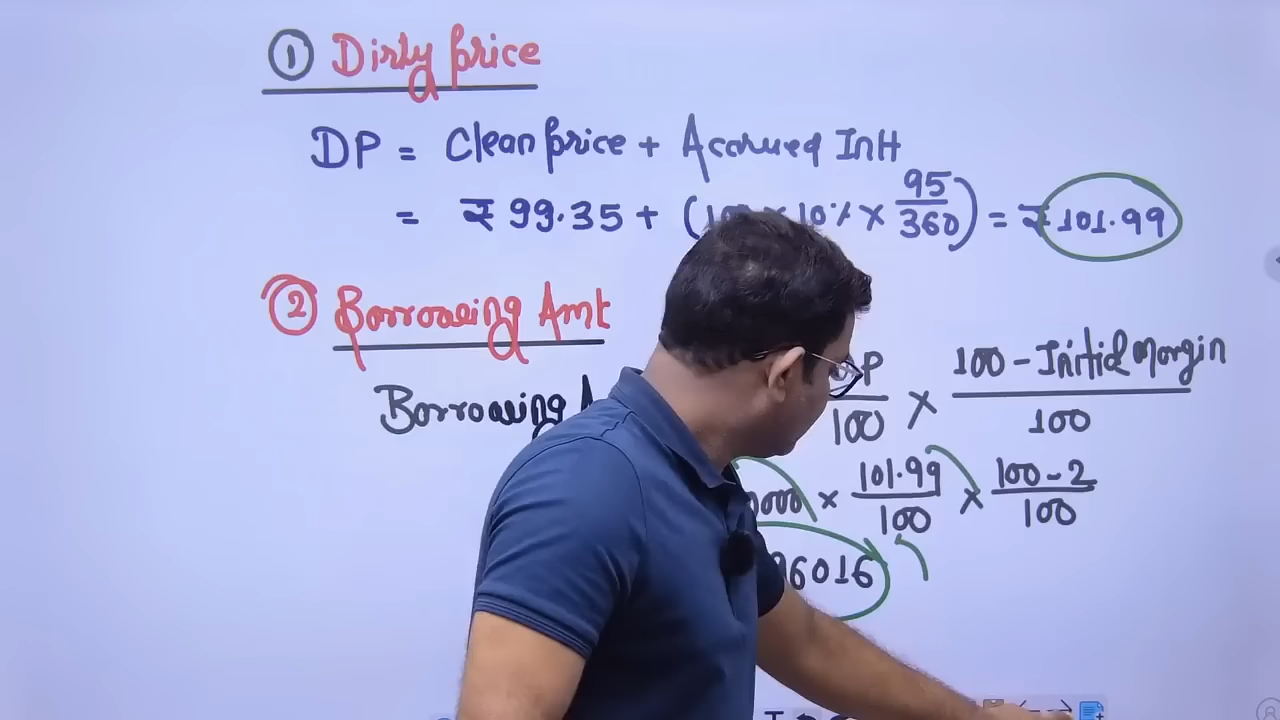 ① Dirty price
DP = Clean price + Accrued Intt
= ₹ 99.35 + (10 × 10% × 95/360) = ₹ 101.99
② Borrowing Amt
Borrowing P/100 × 100 - Initial Margin/100
000 × 101.99/100 × 100-2/100
96016